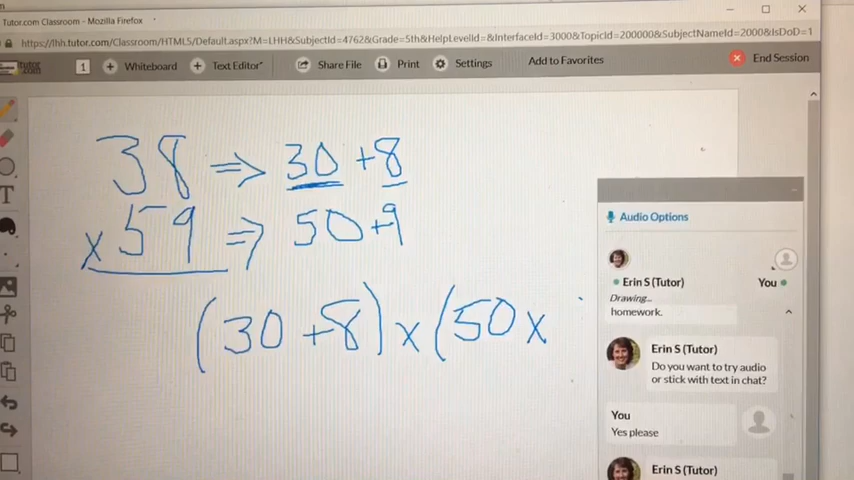 Tutor.com Classroom - Mozilla Firefox
https://lhh.tutor.com/Classroom/HTML5/Default.aspx?M=LHH&SubjectId=4762&Grade=5th&HelpLevelId=&InterfaceId=3000&TopicId=200000&SubjectNameId=2000&IsDoD=1
tutor.com 1 + Whiteboard + Text Editor* Share File Print Settings Add to Favorites End Session
38 => 30 + 8
x 59 => 50 + 9
(30 + 8) x (50 x
T
Audio Options
Erin S (Tutor) You
Drawing...
homework.
Erin S (Tutor)
Do you want to try audio
or stick with text in chat?
You
Yes please
Erin S (Tutor)